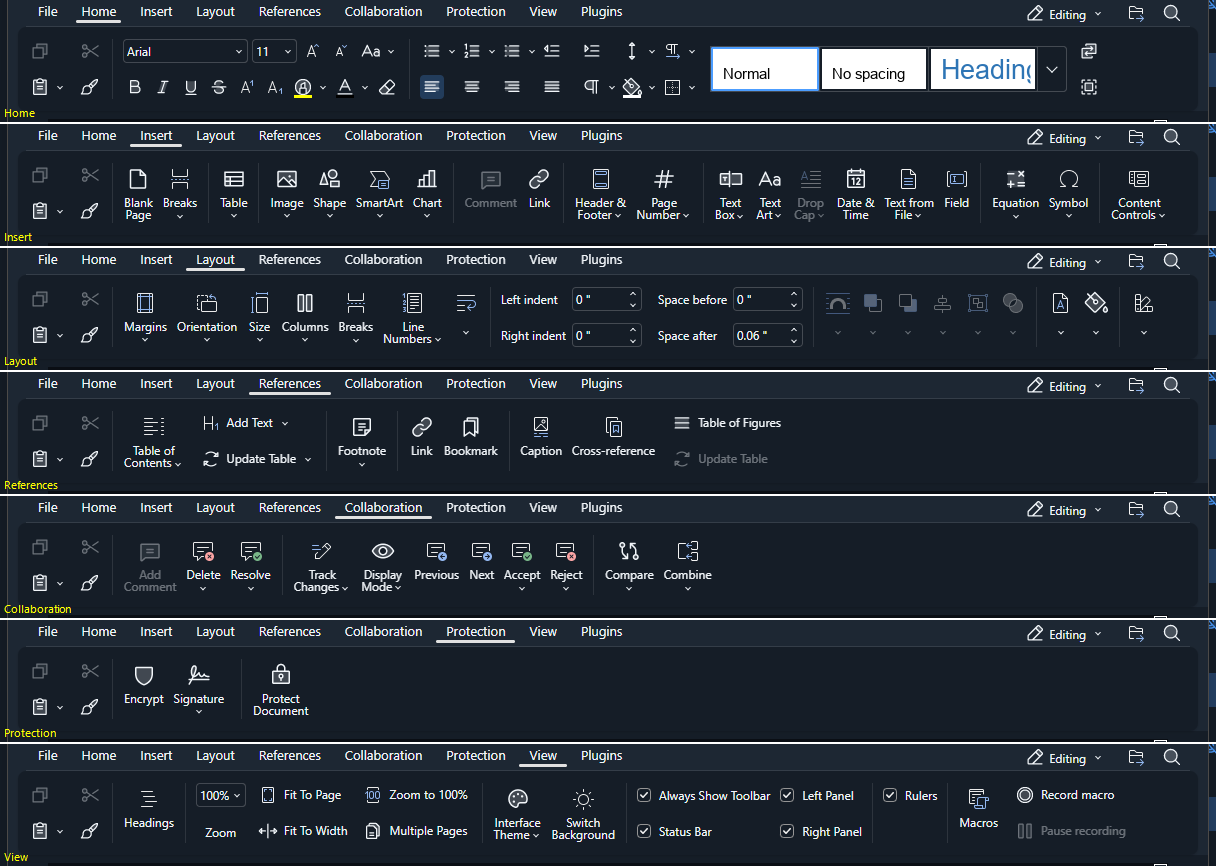 File Home Insert Layout References Collaboration Protection View Plugins Editing
Arial 11 Aa
Normal No spacing Heading
Home
File Home Insert Layout References Collaboration Protection View Plugins Editing
Blank Page Breaks Table Image Shape SmartArt Chart Comment Link Header & Footer Page Number Text Box Text Art Drop Cap Date & Time Text from File Field Equation Symbol Content Controls
Insert
File Home Insert Layout References Collaboration Protection View Plugins Editing
Left indent 0 " Space before 0 "
Margins Orientation Size Columns Breaks Line Numbers
Right indent 0 " Space after 0.06 "
Layout
File Home Insert Layout References Collaboration Protection View Plugins Editing
Add Text Table of Figures
Table of Contents Footnote Link Bookmark Caption Cross-reference
Update Table Update Table
References
File Home Insert Layout References Collaboration Protection View Plugins Editing
Add Comment Delete Resolve Track Changes Display Mode Previous Next Accept Reject Compare Combine
Collaboration
File Home Insert Layout References Collaboration Protection View Plugins Editing
Encrypt Signature Protect Document
Protection
File Home Insert Layout References Collaboration Protection View Plugins Editing
100% Fit To Page Zoom to 100% Always Show Toolbar Left Panel Rulers Record macro
Headings Interface Theme Switch Background Macros
Zoom Fit To Width Multiple Pages Status Bar Right Panel Pause recording
View